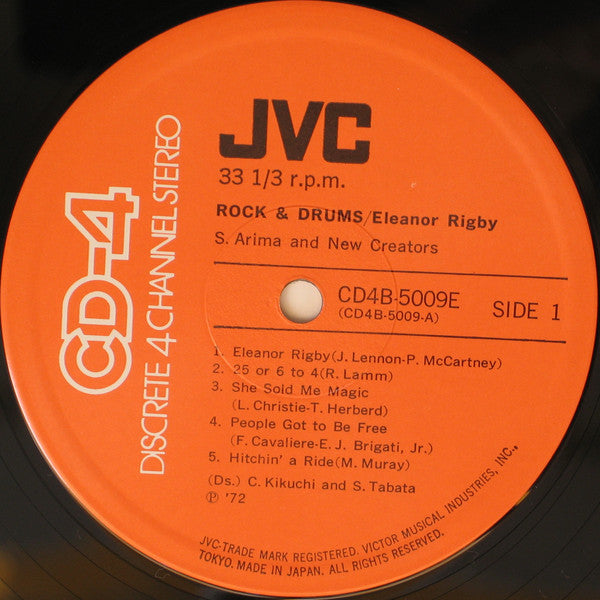 CD-4
DISCRETE 4 CHANNEL STEREO
JVC
33 1/3 r.p.m.
ROCK & DRUMS/Eleanor Rigby
S. Arima and New Creators
CD4B-5009E
(CD4B-5009-A)
SIDE 1
1. Eleanor Rigby(J. Lennon-P. McCartney)
2. 25 or 6 to 4(R. Lamm)
3. She Sold Me Magic
(L. Christie-T. Herberd)
4. People Got to Be Free
(F. Cavaliere-E. J. Brigati, Jr.)
5. Hitchin' a Ride(M. Muray)
(Ds.) C. Kikuchi and S. Tabata
Ⓟ '72
JVC-TRADE MARK REGISTERED. VICTOR MUSICAL INDUSTRIES, INC.,
TOKYO. MADE IN JAPAN. ALL RIGHTS RESERVED.